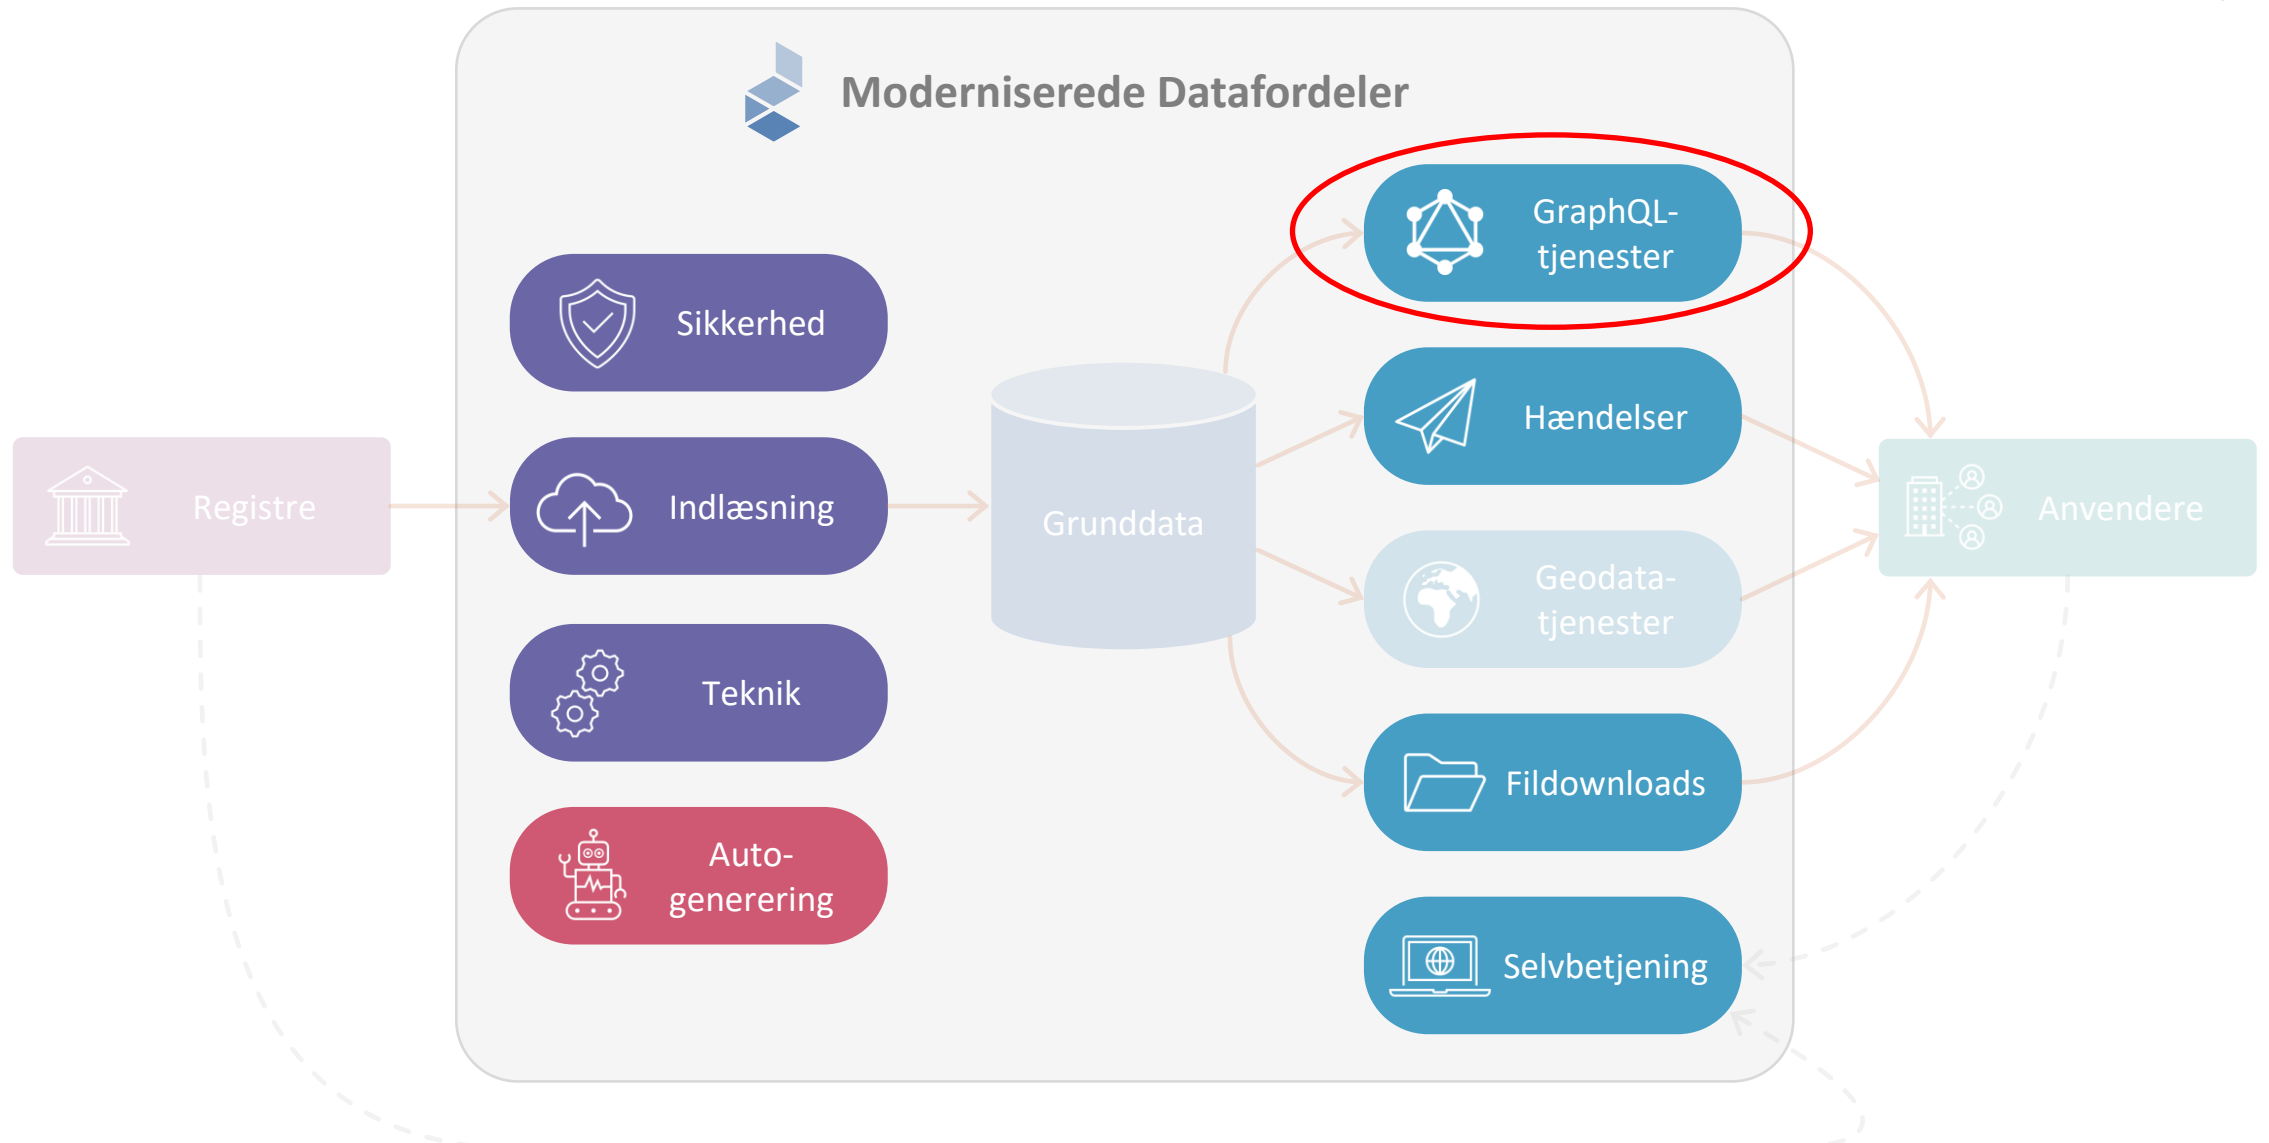 Moderniserede Datafordeler
Registre
Sikkerhed
Indlæsning
Teknik
Auto-
generering
Grunddata
GraphQL-
tjenester
Hændelser
Geodata-
tjenester
Fildownloads
Selvbetjening
Anvendere